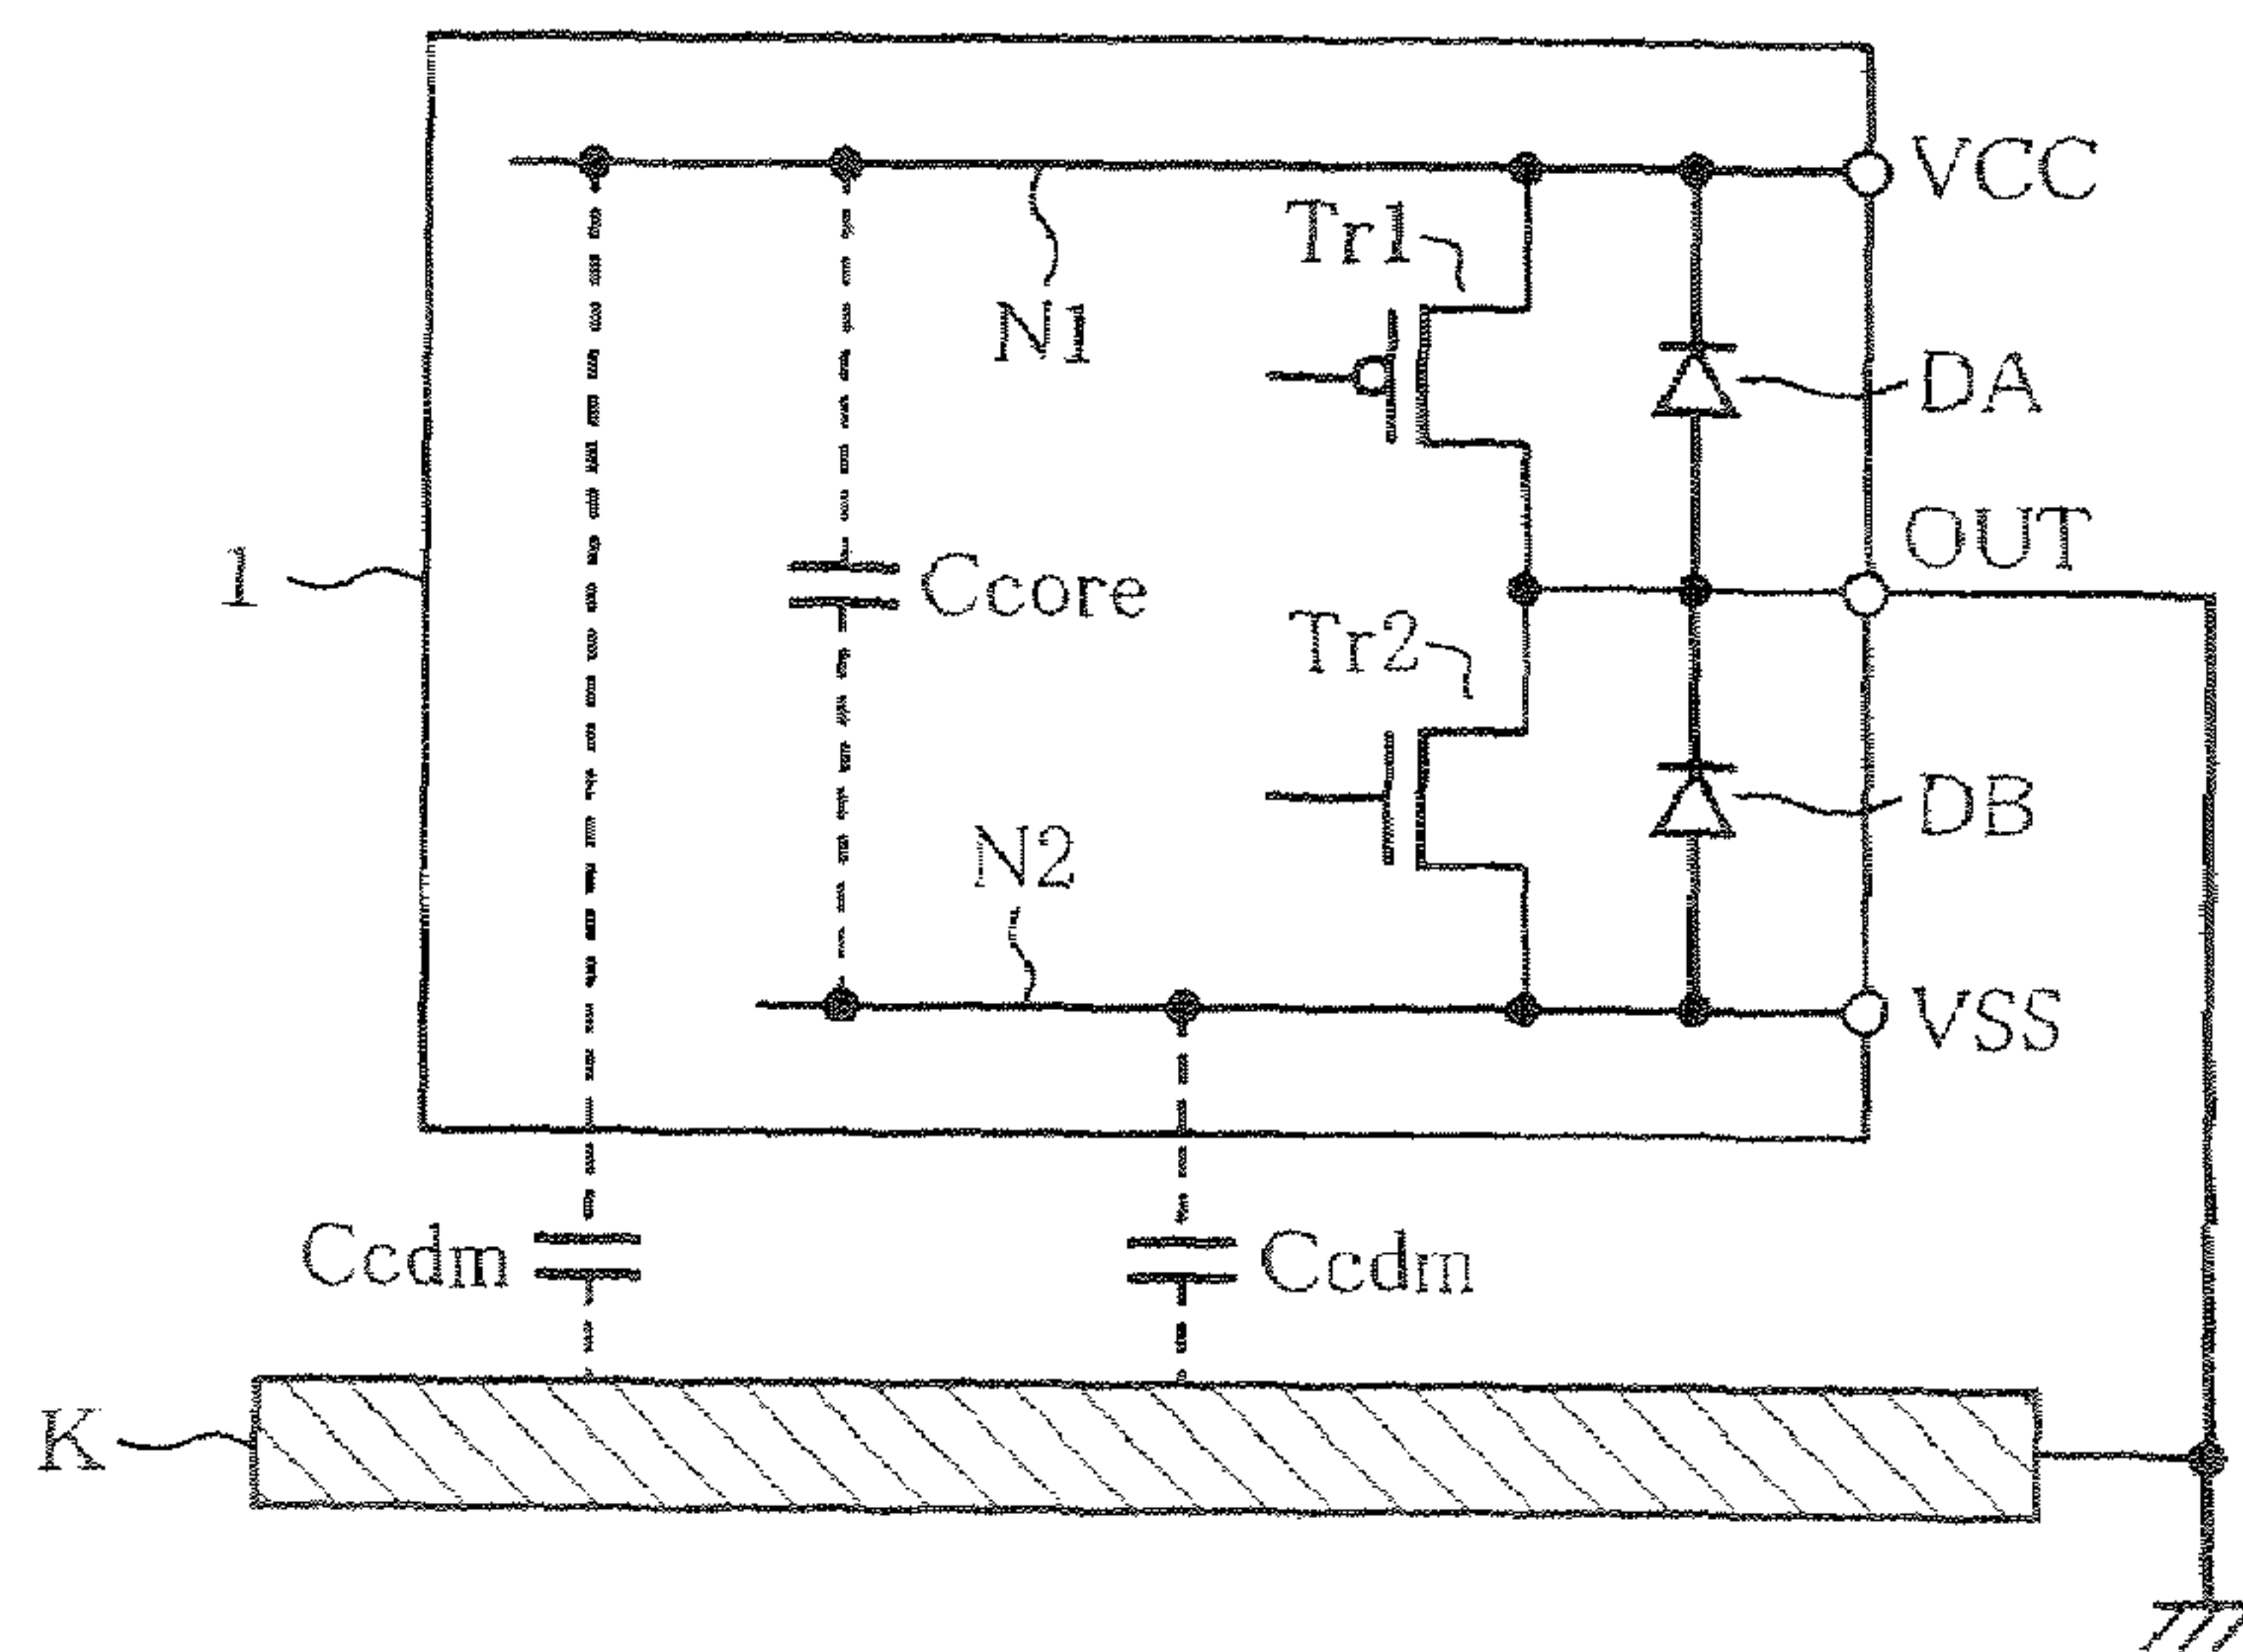 VCC
Tr1
N1
DA
OUT
1
Ccore
Tr2
DB
N2
VSS
Ccdm
Ccdm
K